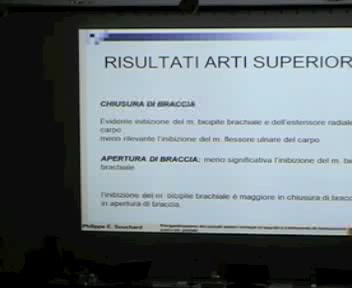 RISULTATI ARTI SUPERIOR
CHIUSURA DI BRACCIA
Evidente inibizione del m. bicipite brachiale e dell'estensore radiale
carpo
meno rilevante l'inibizione del m. flessore ulnare del carpo
APERTURA DI BRACCIA: meno significativa l'inibizione del m. bi
brachiale
l'inibizione del m. bicipite brachiale è maggiore in chiusura di bracc
in apertura di braccia.
Philippe E. Souchard